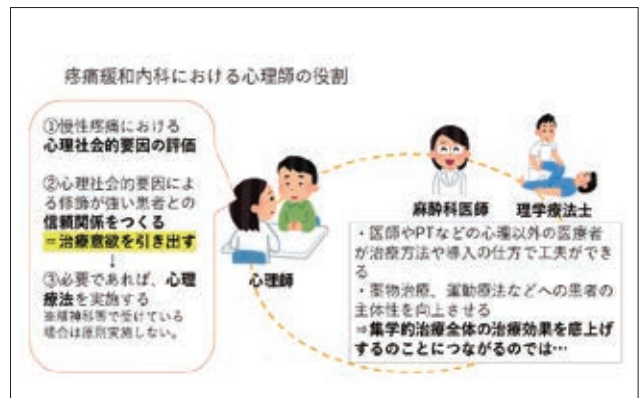 疼痛緩和内科における心理師の役割
①慢性疼痛における
心理社会的要因の評価
②心理社会的要因によ
る修飾が強い患者との
信頼関係をつくる
＝治療意欲を引き出す
↓
③必要であれば、心理
療法を実施する
※精神科等で受けている
場合は原則実施しない。
心理師
麻酔科医師
理学療法士
・医師やPTなどの心理以外の医療者
が治療方法や導入の仕方で工夫ができ
る
・薬物治療、運動療法などへの患者の
主体性を向上させる
⇒集学的治療全体の治療効果を底上げ
するのことにつながるのでは…